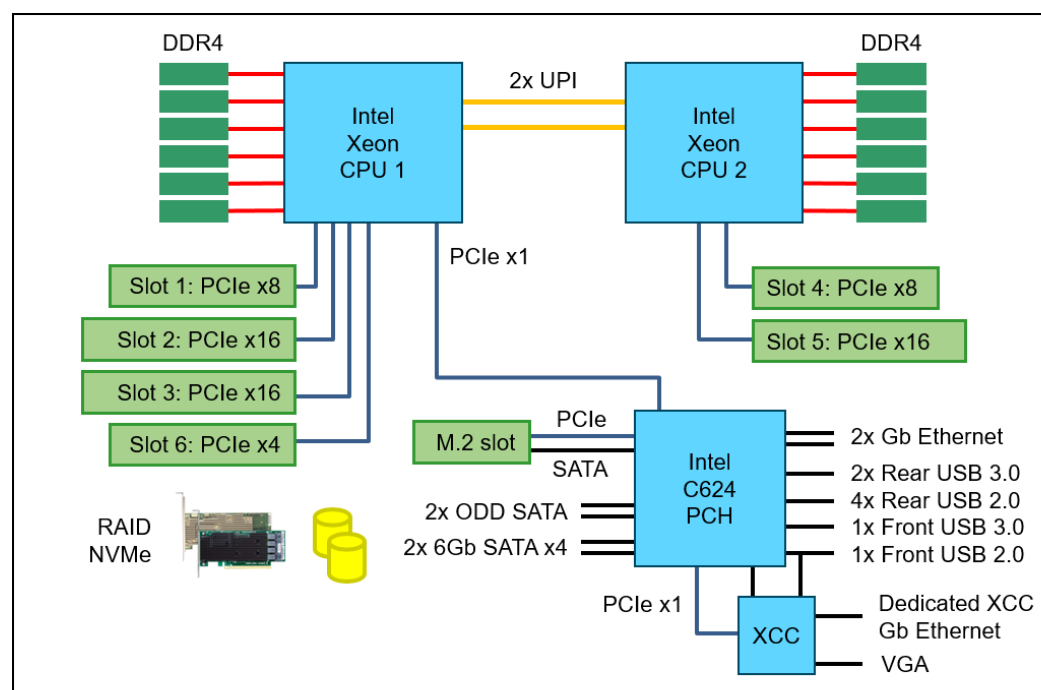 DDR4
DDR4
2x UPI
Intel
Xeon
CPU 1
Intel
Xeon
CPU 2
PCIe x1
Slot 1: PCIe x8
Slot 2: PCIe x16
Slot 3: PCIe x16
Slot 6: PCIe x4
Slot 4: PCIe x8
Slot 5: PCIe x16
M.2 slot
PCIe
SATA
Intel
C624
PCH
2x ODD SATA
2x 6Gb SATA x4
2x Gb Ethernet
2x Rear USB 3.0
4x Rear USB 2.0
1x Front USB 3.0
1x Front USB 2.0
RAID
NVMe
PCIe x1
XCC
Dedicated XCC
Gb Ethernet
VGA